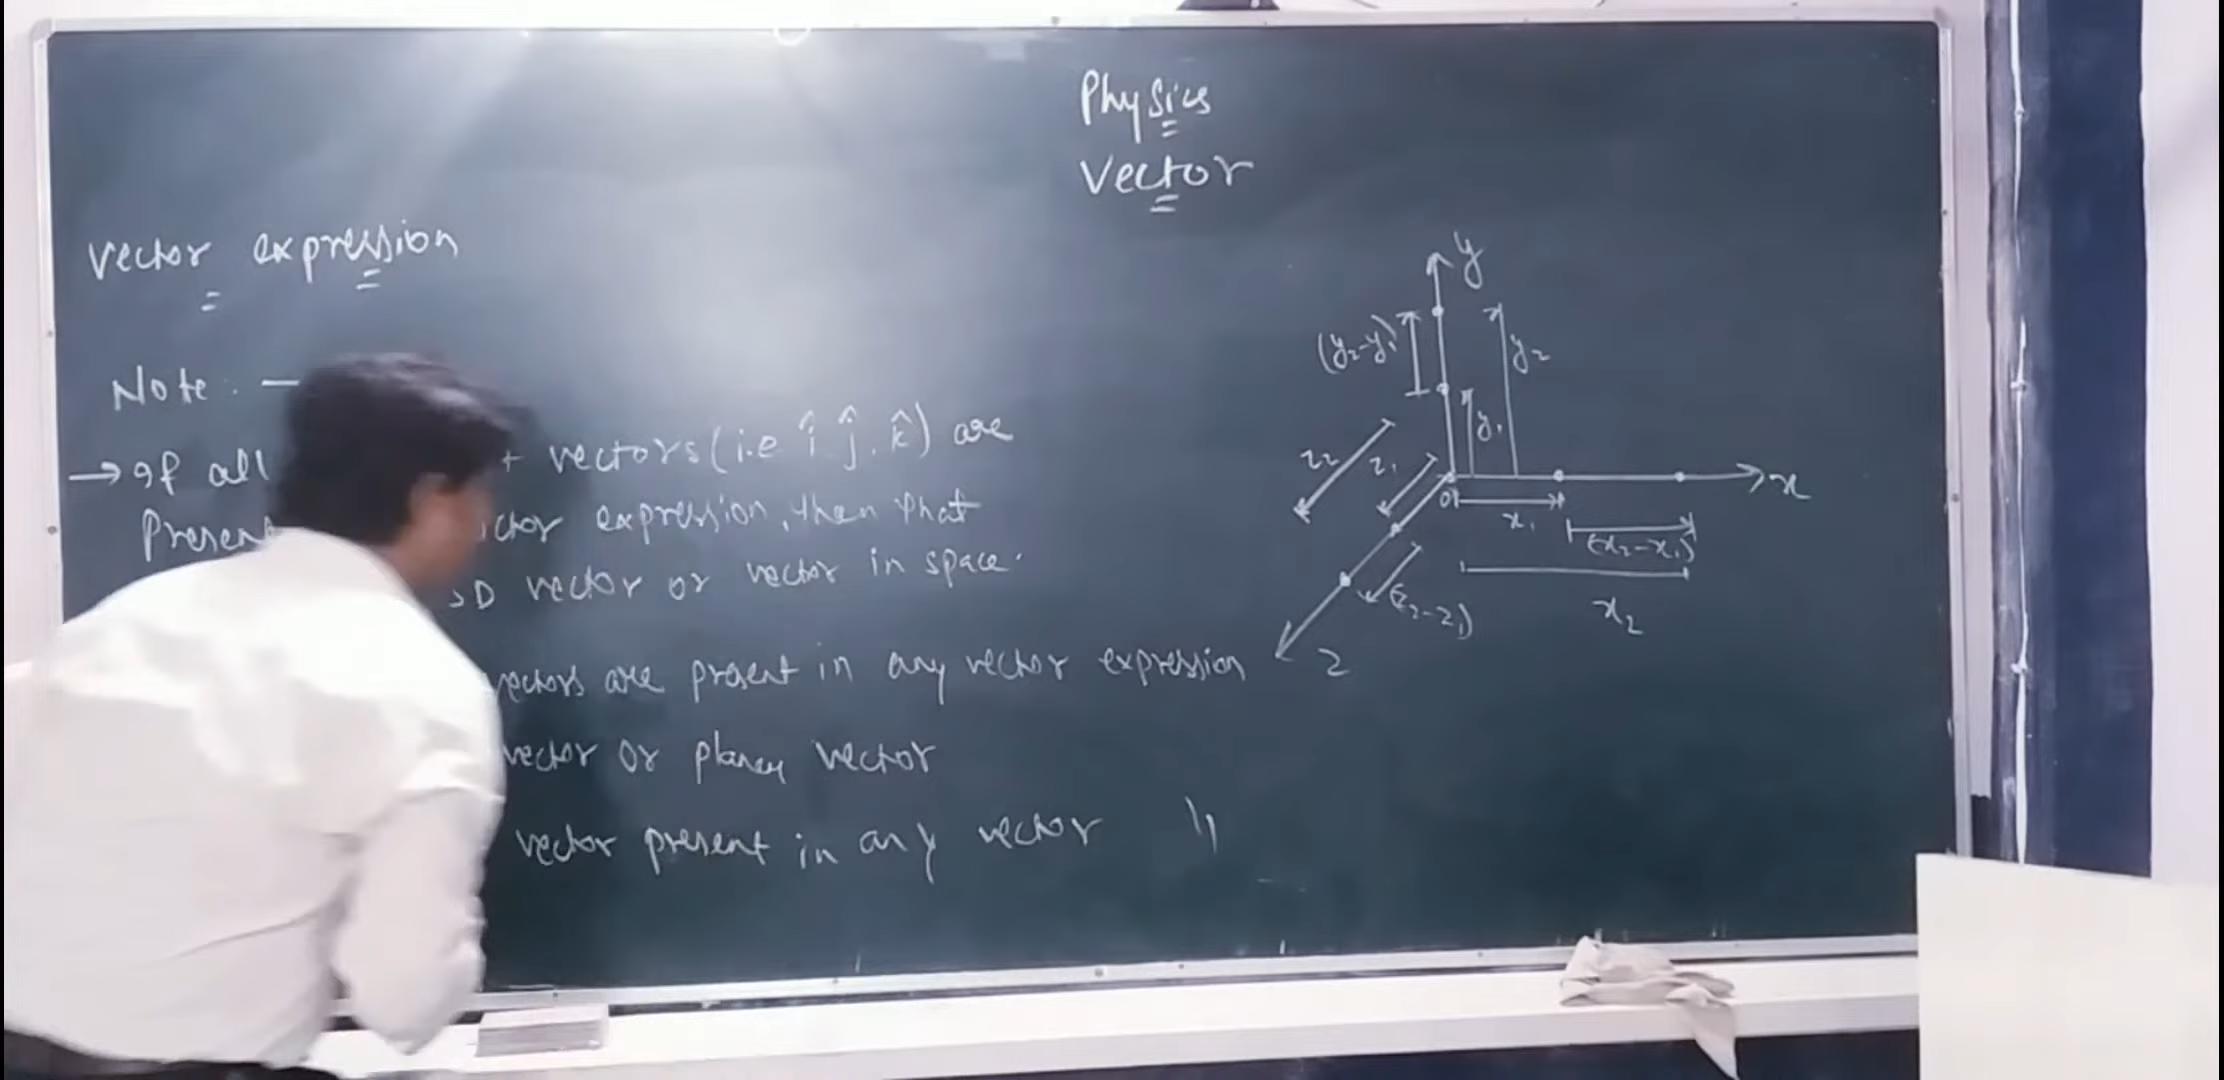 Physics
Vector
Vector expression
Note: —
→ If all vectors (i.e î ĵ, k̂) are
Present expression, then that
D vector or vector in space.
vectors are present in any vector expression
vector or planer vector
vector present in any vector
y
(y₂-y₁)
y₂
y₁
z₂
z₁
O
x
x₁
(x₂-x₁)
(z₂-z₁)
x₂
z